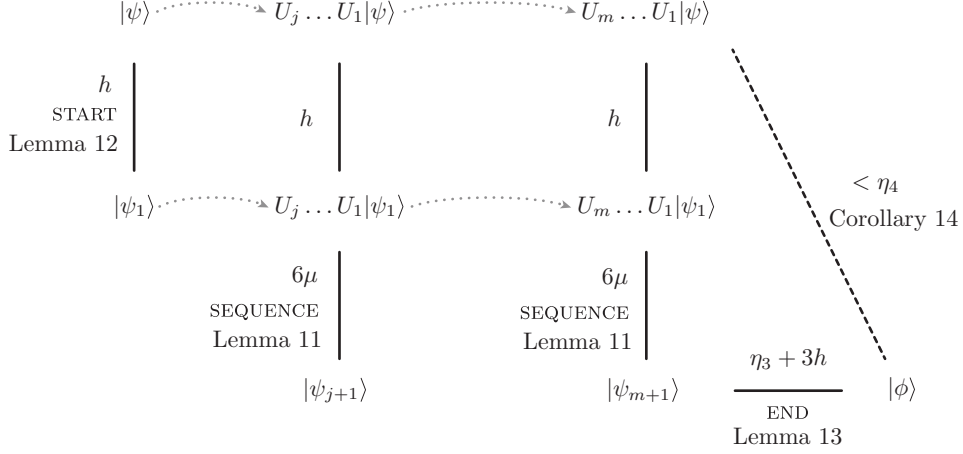 |ψ⟩ U_j … U_1|ψ⟩ U_m … U_1|ψ⟩
h
START
Lemma 12
h
h
< η_4
Corollary 14
|ψ_1⟩ U_j … U_1|ψ_1⟩ U_m … U_1|ψ_1⟩
6μ
SEQUENCE
Lemma 11
6μ
SEQUENCE
Lemma 11
|ψ_{j+1}⟩ |ψ_{m+1}⟩
η_3 + 3h
END
Lemma 13
|ϕ⟩